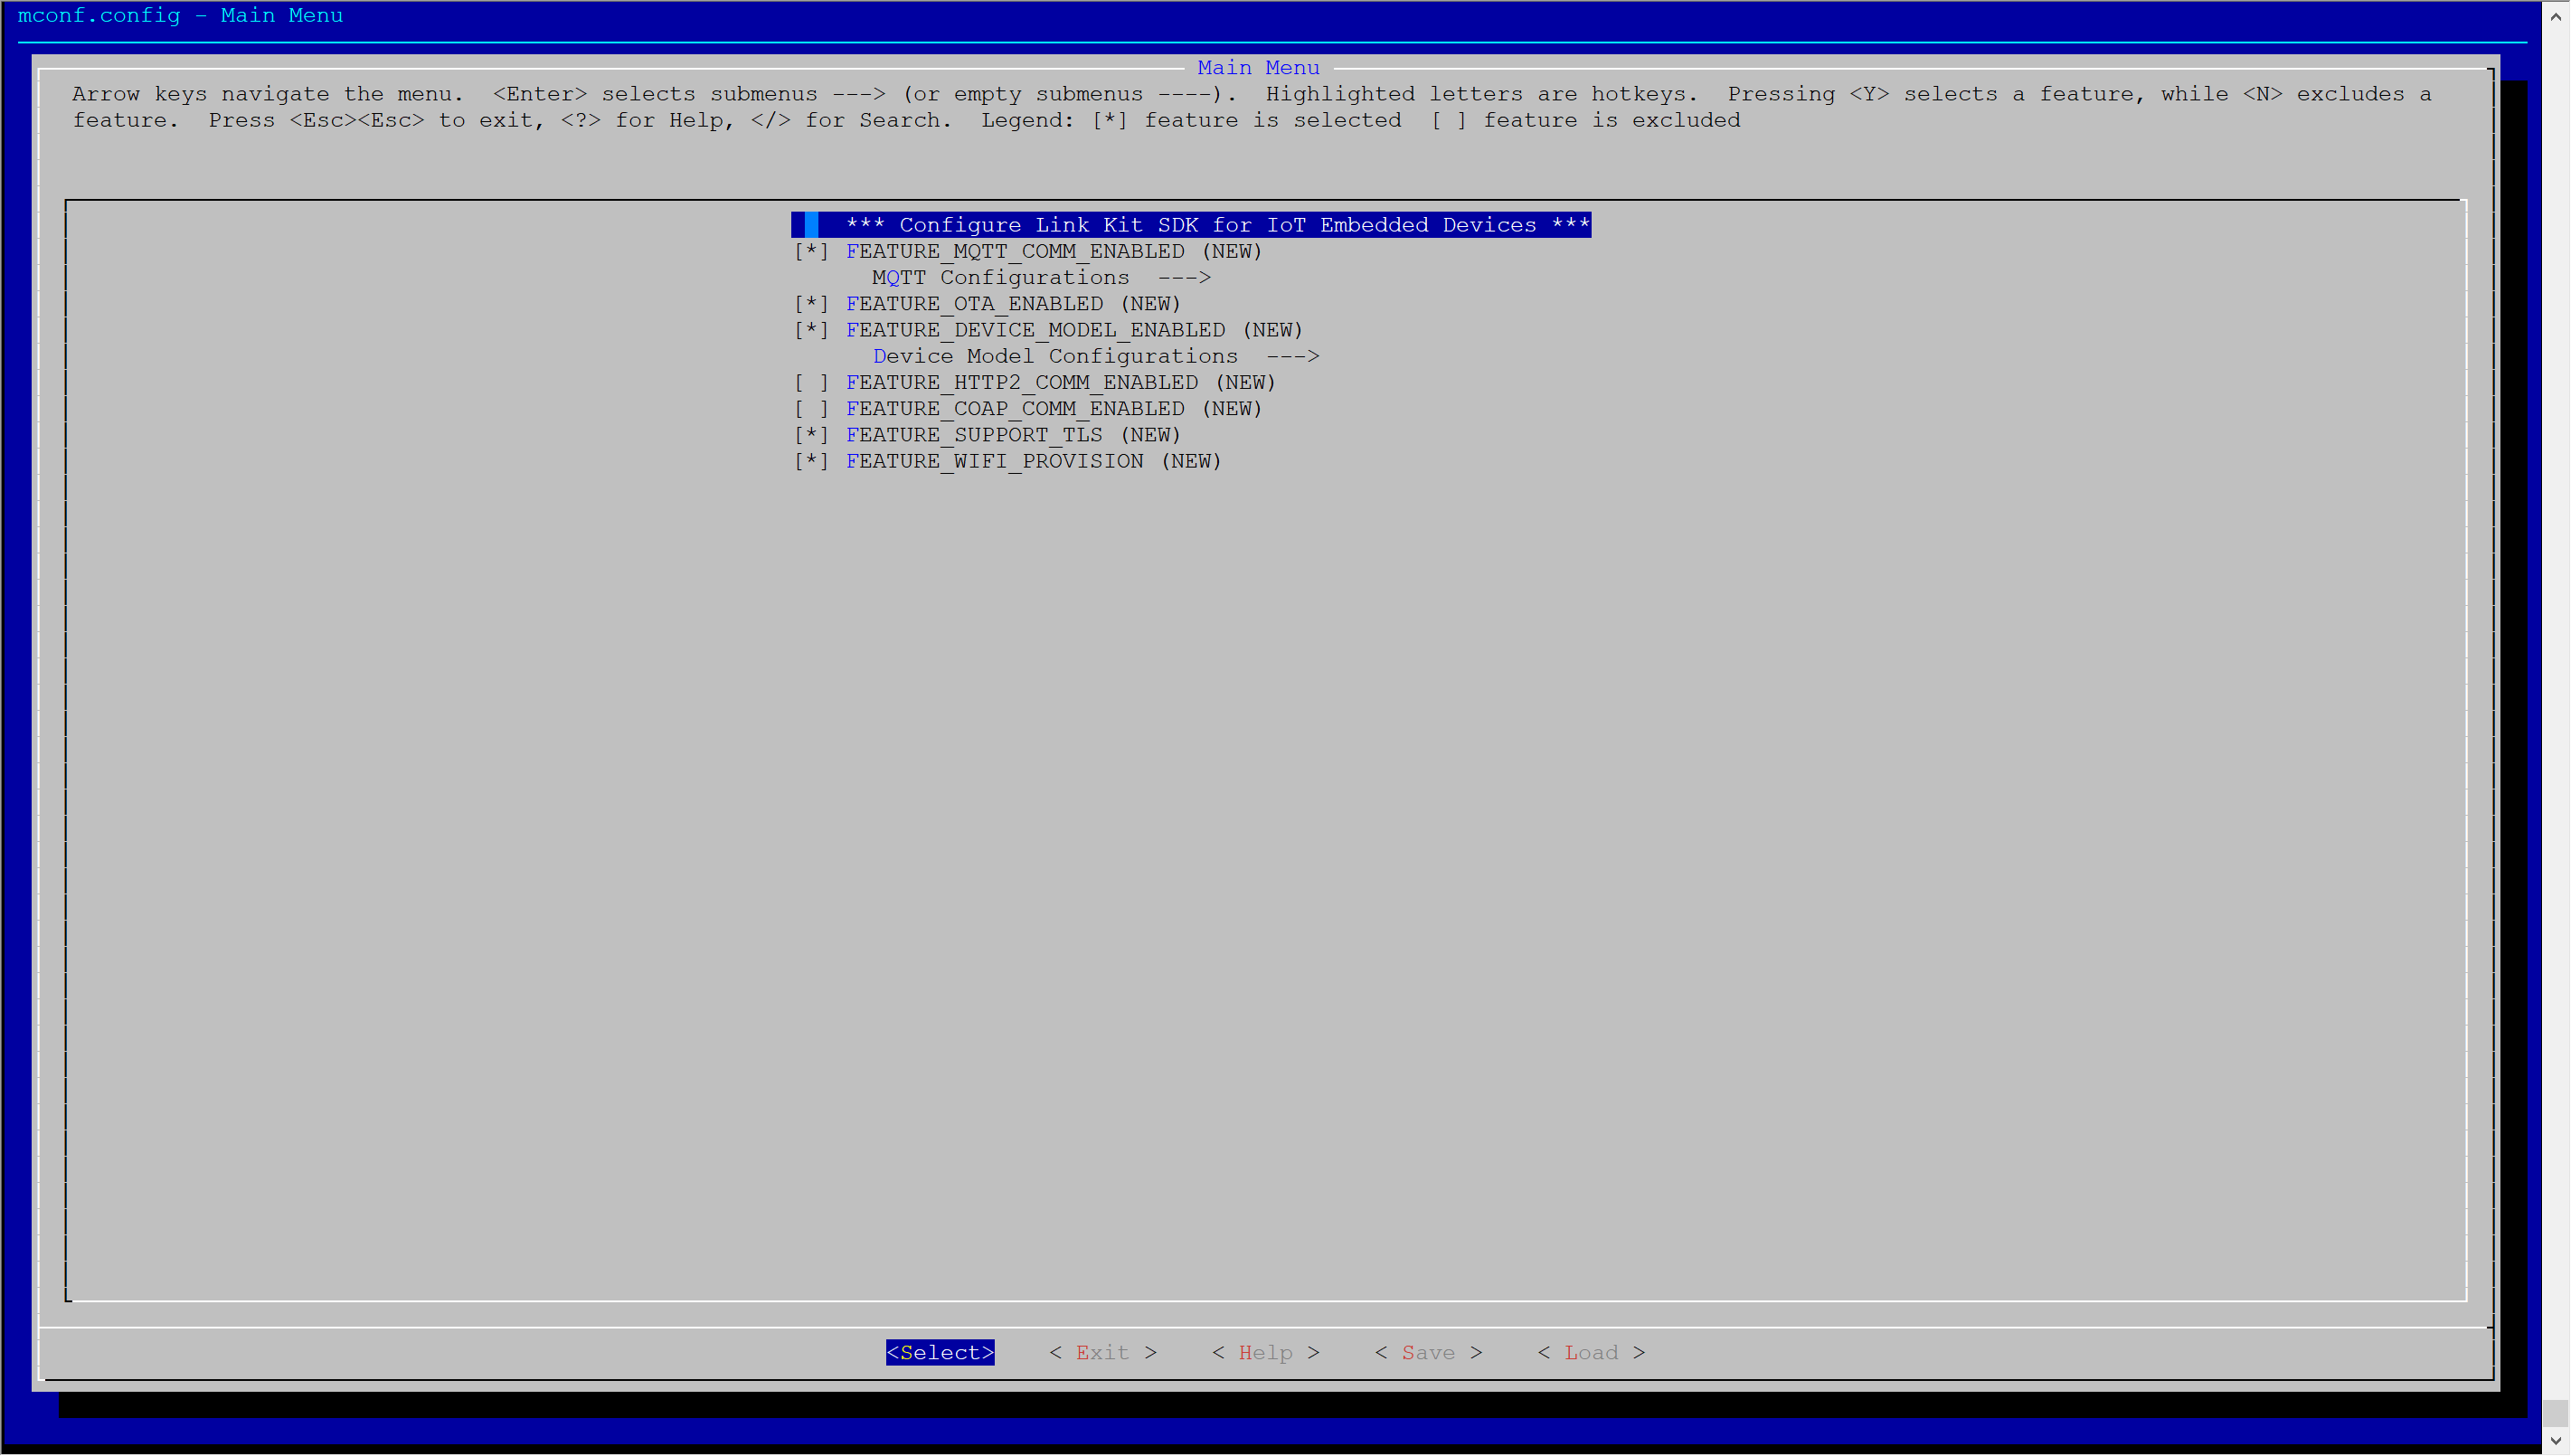 mconf.config - Main Menu
Main Menu
Arrow keys navigate the menu.  <Enter> selects submenus ---> (or empty submenus ----).  Highlighted letters are hotkeys.  Pressing <Y> selects a feature, while <N> excludes a
feature.  Press <Esc><Esc> to exit, <?> for Help, </> for Search.  Legend: [*] feature is selected  [ ] feature is excluded
*** Configure Link Kit SDK for IoT Embedded Devices ***
[*] FEATURE_MQTT_COMM_ENABLED (NEW)
MQTT Configurations  --->
[*] FEATURE_OTA_ENABLED (NEW)
[*] FEATURE_DEVICE_MODEL_ENABLED (NEW)
Device Model Configurations  --->
[ ] FEATURE_HTTP2_COMM_ENABLED (NEW)
[ ] FEATURE_COAP_COMM_ENABLED (NEW)
[*] FEATURE_SUPPORT_TLS (NEW)
[*] FEATURE_WIFI_PROVISION (NEW)
<Select>    < Exit >    < Help >    < Save >    < Load >